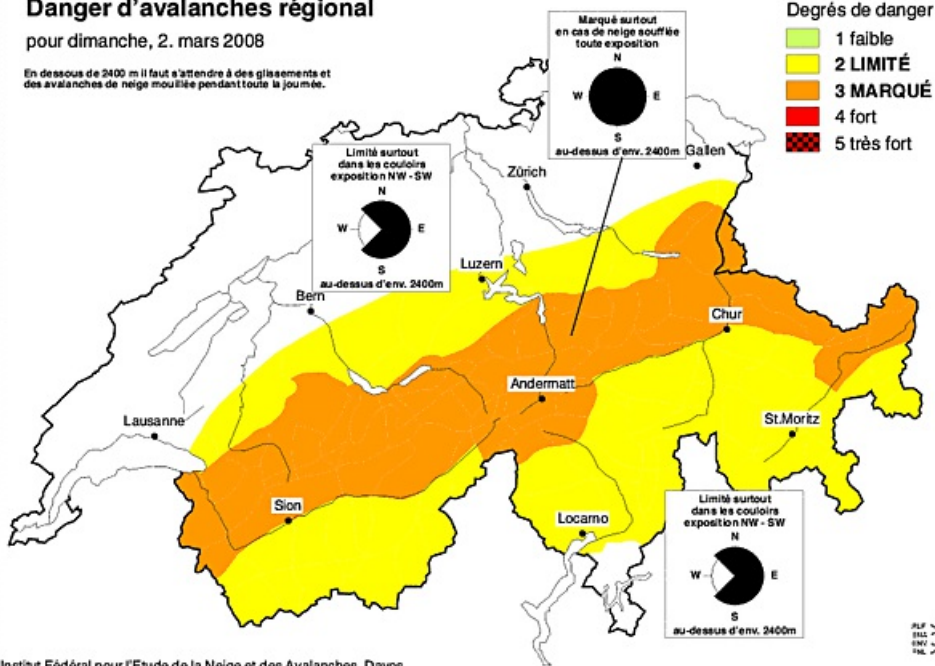 Danger d'avalanches régional
pour dimanche, 2. mars 2008
En dessous de 2400 m il faut s'attendre à des glissements et
des avalanches de neige mouillée pendant toute la journée.
Marqué surtout
en cas de neige soufflée
toute exposition
N
W E
S
au-dessus d'env. 2400m
Degrés de danger
1 faible
2 LIMITÉ
3 MARQUÉ
4 fort
5 très fort
Limité surtout
dans les couloirs
exposition NW - SW
N
W E
S
au-dessus d'env. 2400m
Gallen
Zürich
Luzern
Bern
Chur
Andermatt
Lausanne
St.Moritz
Sion
Locarno
Limité surtout
dans les couloirs
exposition NW - SW
N
W E
S
au-dessus d'env. 2400m
Institut Fédéral pour l'Etude de la Neige et des Avalanches, Davos